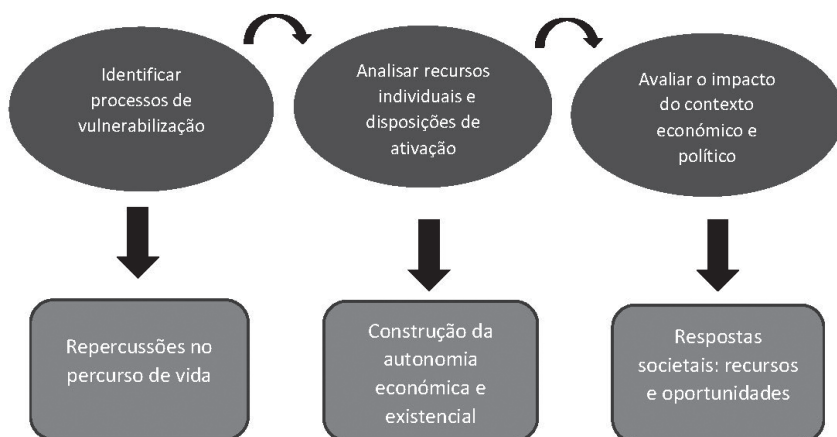 Identificar
processos de
vulnerabilização
Analisar recursos
individuais e
disposições de
ativação
Avaliar o impacto
do contexto
económico e
político
Repercussões no
percurso de vida
Construção da
autonomia
económica e
existencial
Respostas
societais: recursos
e oportunidades